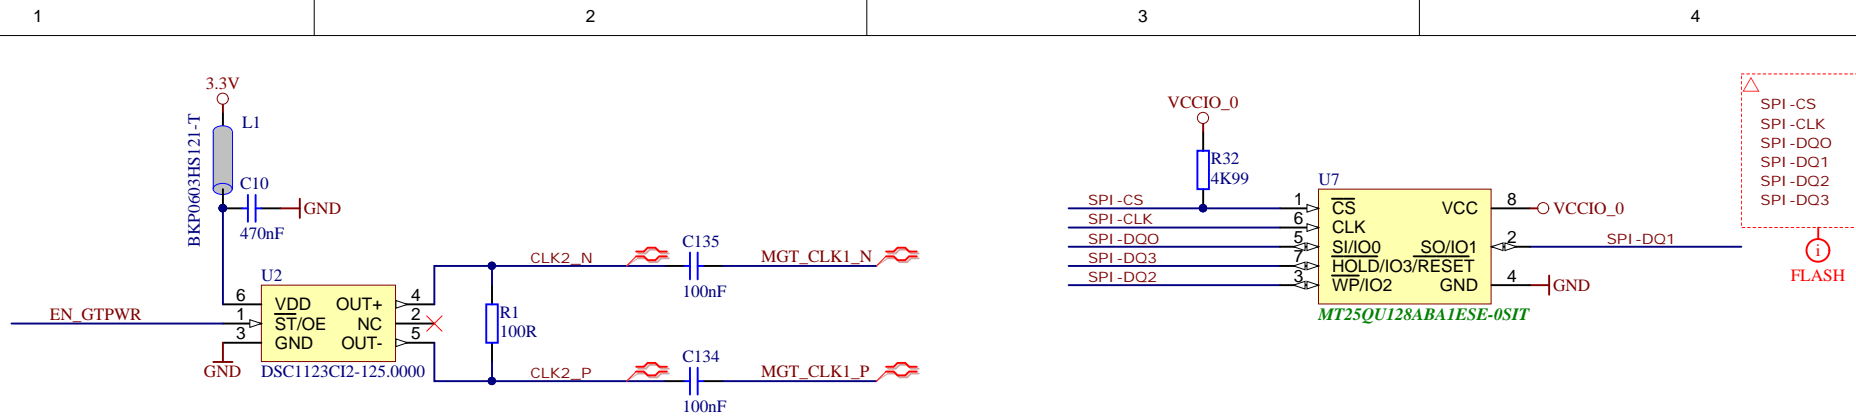 1 2 3 4
3.3V
L1
BKP0603HS121-T
C10
GND
470nF
U2
6 VDD OUT+ 4
EN_GTPWR 1 ST/OE NC 2
3 GND OUT- 5
GND
DSC1123CI2-125.0000
R1
100R
CLK2_N
C135
100nF
MGT_CLK1_N
CLK2_P
C134
100nF
MGT_CLK1_P
VCCIO_0
R32
4K99
U7
SPI-CS 1 CS VCC 8 VCCIO_0
SPI-CLK 6 CLK
SPI-DQ0 5 SI/IO0 SO/IO1 2 SPI-DQ1
SPI-DQ3 7 HOLD/IO3/RESET
SPI-DQ2 3 WP/IO2 GND 4 GND
MT25QU128ABA1ESE-0SIT
SPI-CS
SPI-CLK
SPI-DQ0
SPI-DQ1
SPI-DQ2
SPI-DQ3
i
FLASH